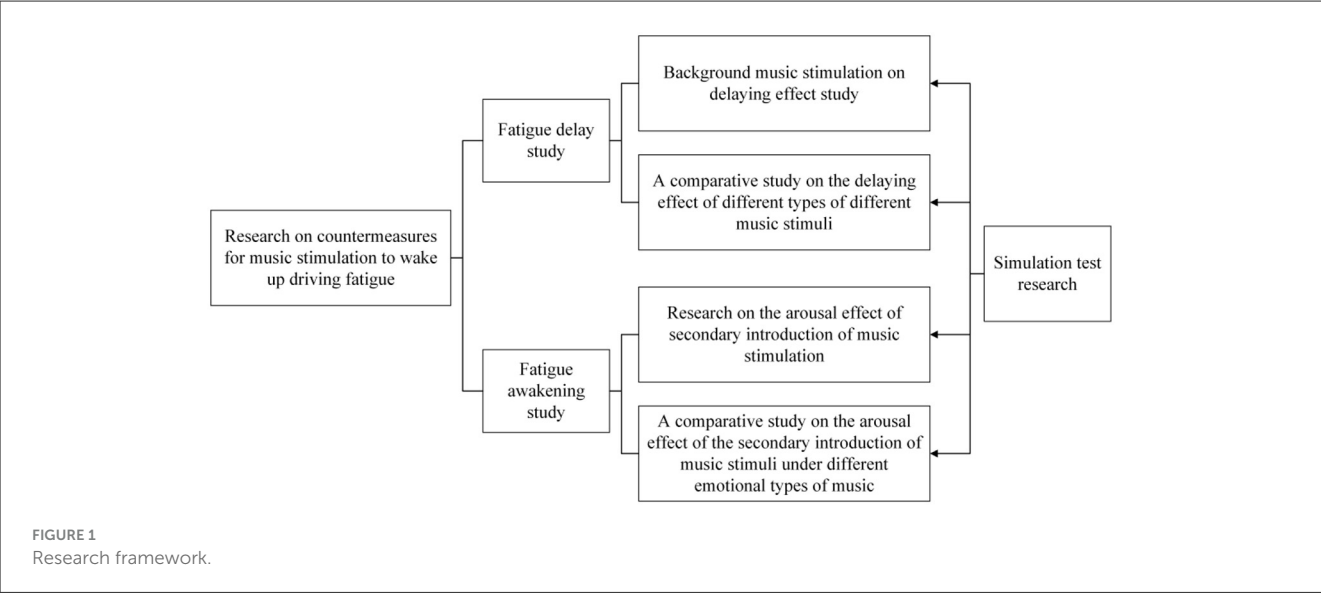 Background music stimulation on
delaying effect study
Fatigue delay
study
A comparative study on the delaying
effect of different types of different
music stimuli
Research on countermeasures
for music stimulation to wake
up driving fatigue
Simulation test
research
Research on the arousal effect of
secondary introduction of music
stimulation
Fatigue
awakening
study
A comparative study on the arousal
effect of the secondary introduction of
music stimuli under different
emotional types of music
FIGURE 1
Research framework.